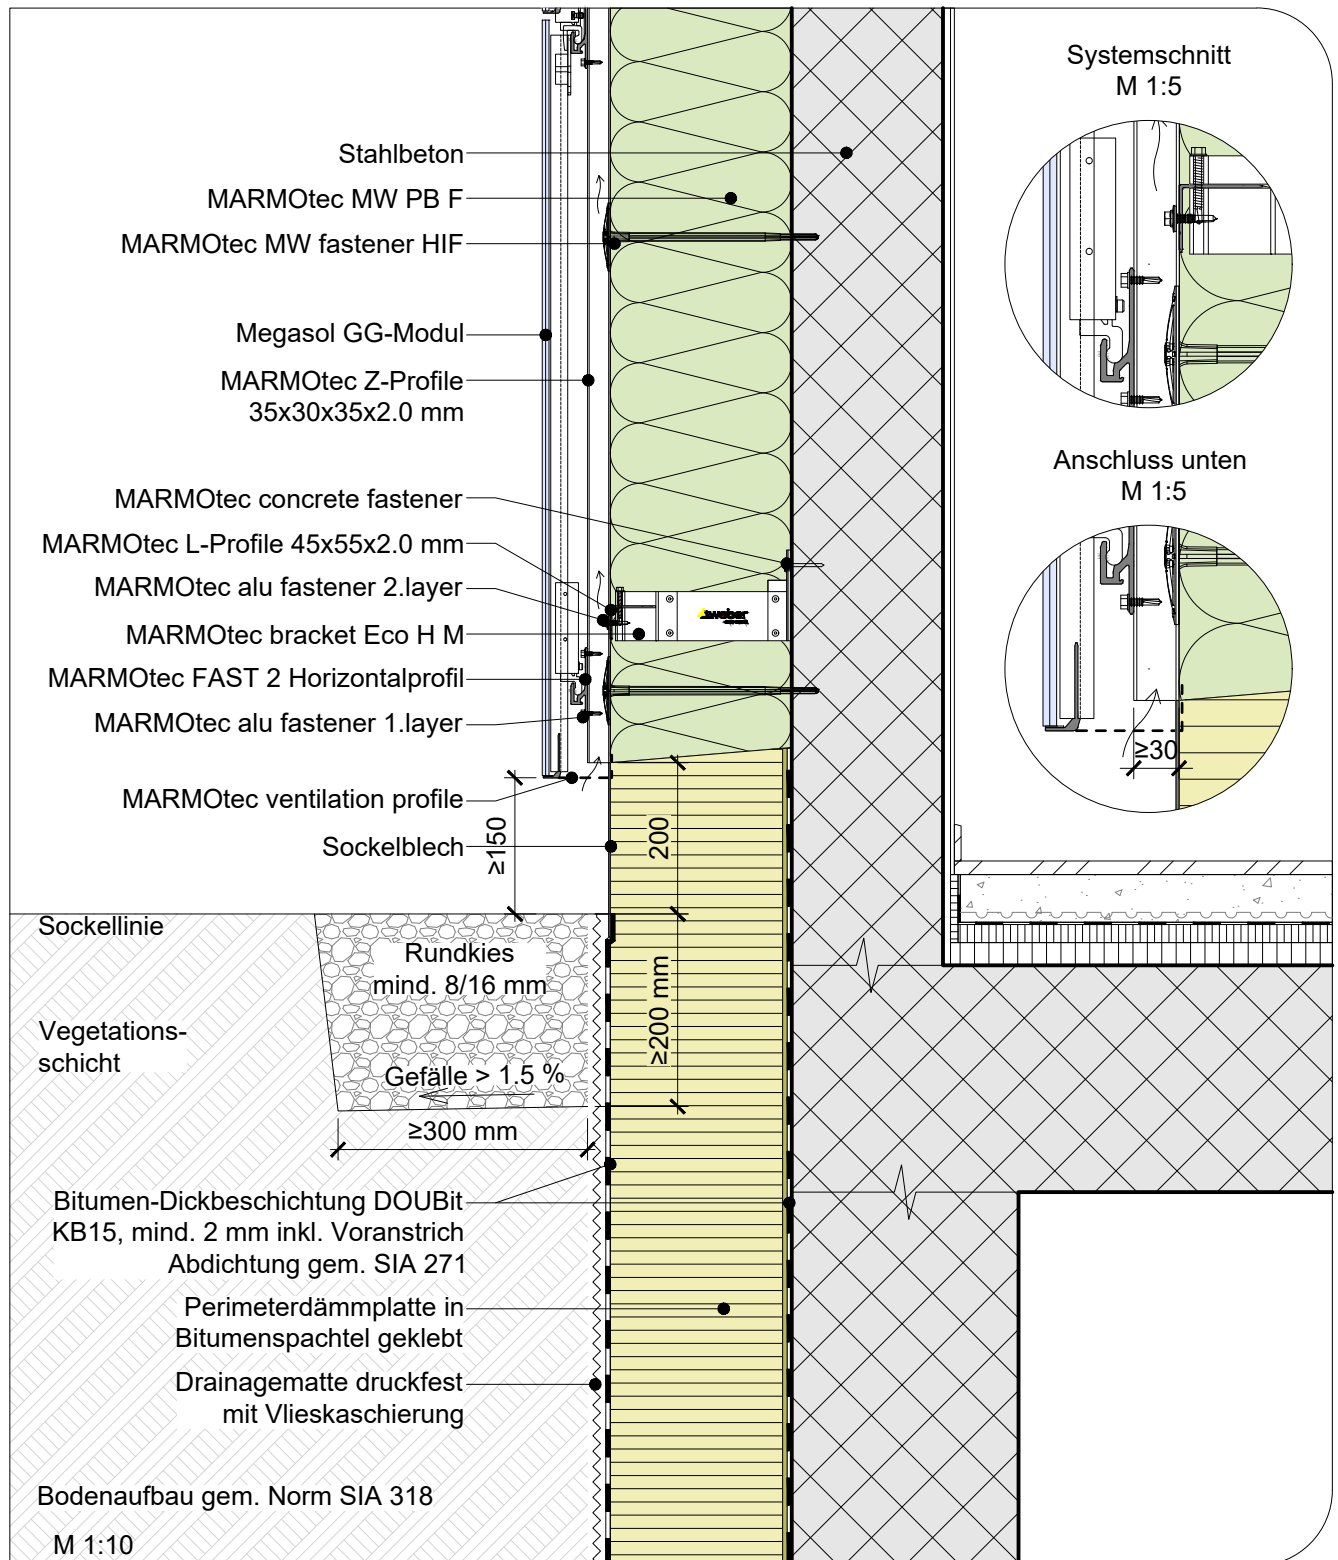 Systemschnitt
M 1:5
Stahlbeton
MARMOtec MW PB F
MARMOtec MW fastener HIF
Megasol GG-Modul
MARMOtec Z-Profile
35x30x35x2.0 mm
Anschluss unten
M 1:5
MARMOtec concrete fastener
MARMOtec L-Profile 45x55x2.0 mm
MARMOtec alu fastener 2.layer
weber
MARMOtec bracket Eco H M
MARMOtec FAST 2 Horizontalprofil
MARMOtec alu fastener 1.layer
≥30
MARMOtec ventilation profile
≥150
200
Sockelblech
Sockellinie
Rundkies
mind. 8/16 mm
≥200 mm
Vegetations-
schicht
Gefälle > 1.5 %
≥300 mm
Bitumen-Dickbeschichtung DOUBit
KB15, mind. 2 mm inkl. Voranstrich
Abdichtung gem. SIA 271
Perimeterdämmplatte in
Bitumenspachtel geklebt
Drainagematte druckfest
mit Vlieskaschierung
Bodenaufbau gem. Norm SIA 318
M 1:10